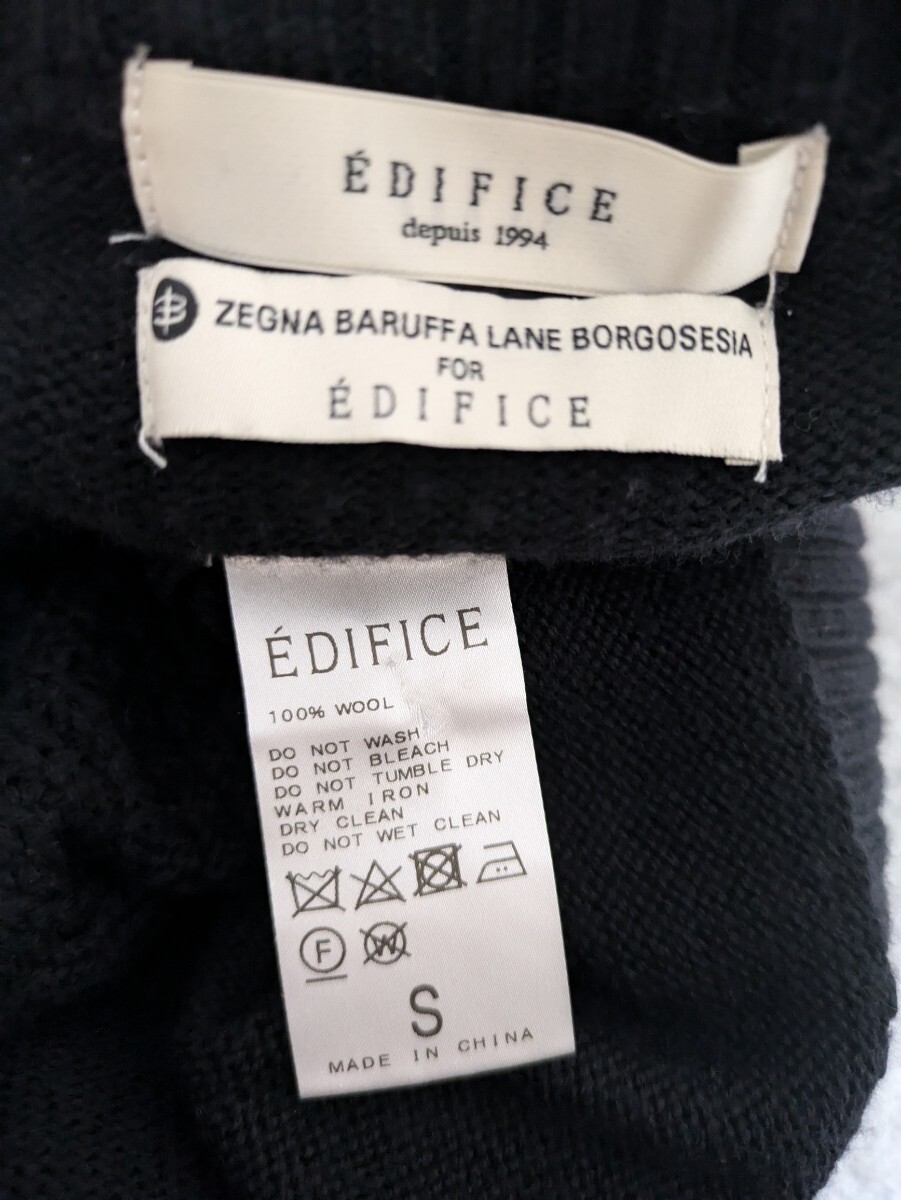 ÉDIFICE
depuis 1994
ZEGNA BARUFFA LANE BORGOSESIA
FOR
ÉDIFICE
ÉDIFICE
100% WOOL
DO NOT WASH
DO NOT BLEACH
DO NOT TUMBLE DRY
WARM IRON
DRY CLEAN
DO NOT WET CLEAN
F W
S
MADE IN CHINA